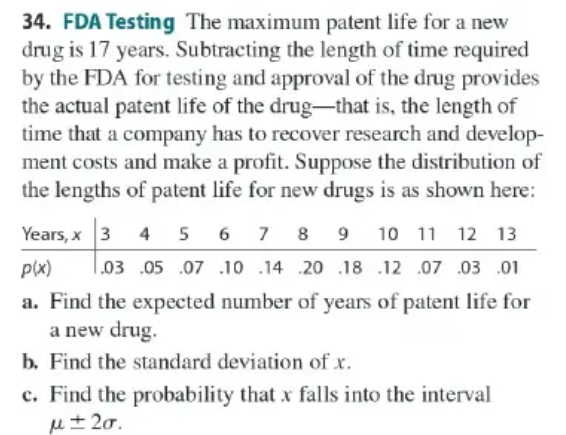 34. FDA Testing The maximum patent life for a new
drug is 17 years. Subtracting the length of time required
by the FDA for testing and approval of the drug provides
the actual patent life of the drug—that is, the length of
time that a company has to recover research and develop-
ment costs and make a profit. Suppose the distribution of
the lengths of patent life for new drugs is as shown here:
Years, x 3 4 5 6 7 8 9 10 11 12 13
p(x) .03 .05 .07 .10 .14 .20 .18 .12 .07 .03 .01
a. Find the expected number of years of patent life for
a new drug.
b. Find the standard deviation of x.
c. Find the probability that x falls into the interval
μ ± 2σ.